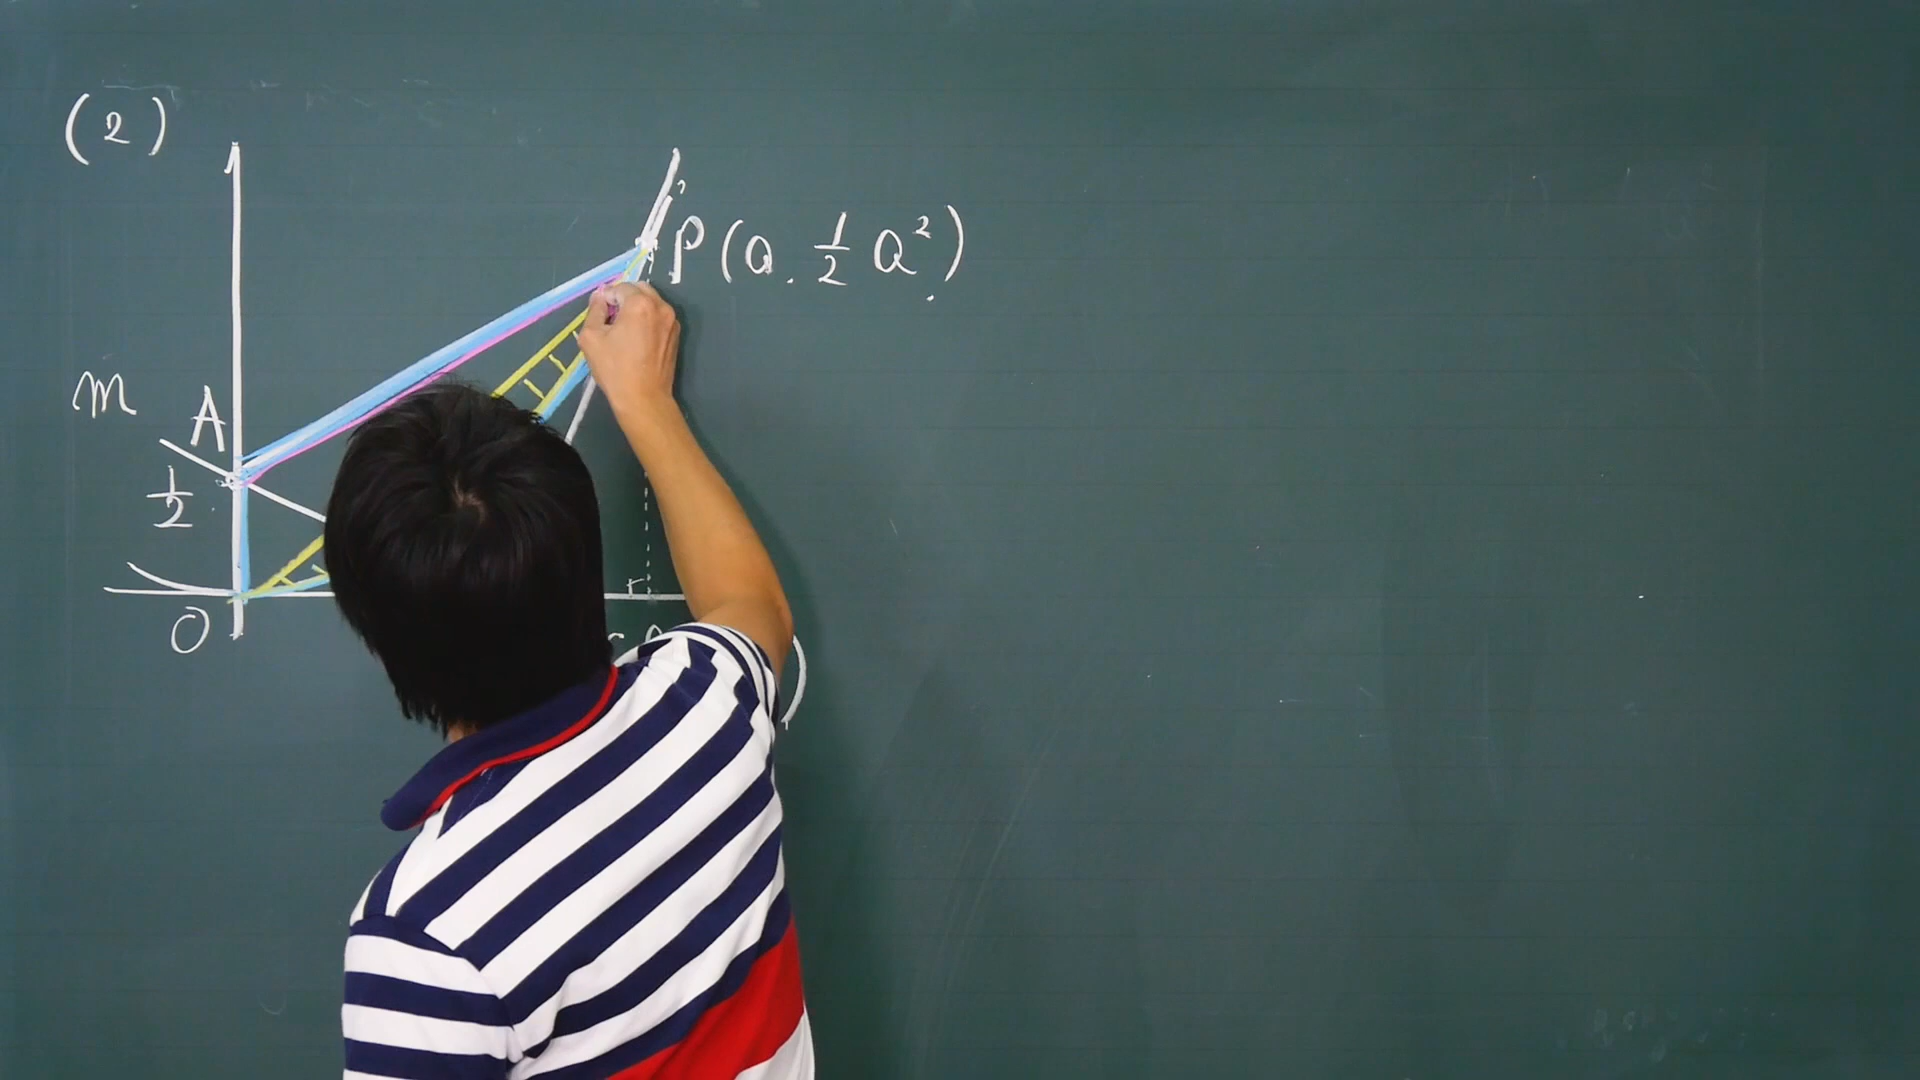 (2)
P(a, 1/2 a²)
m
A
1/2
O